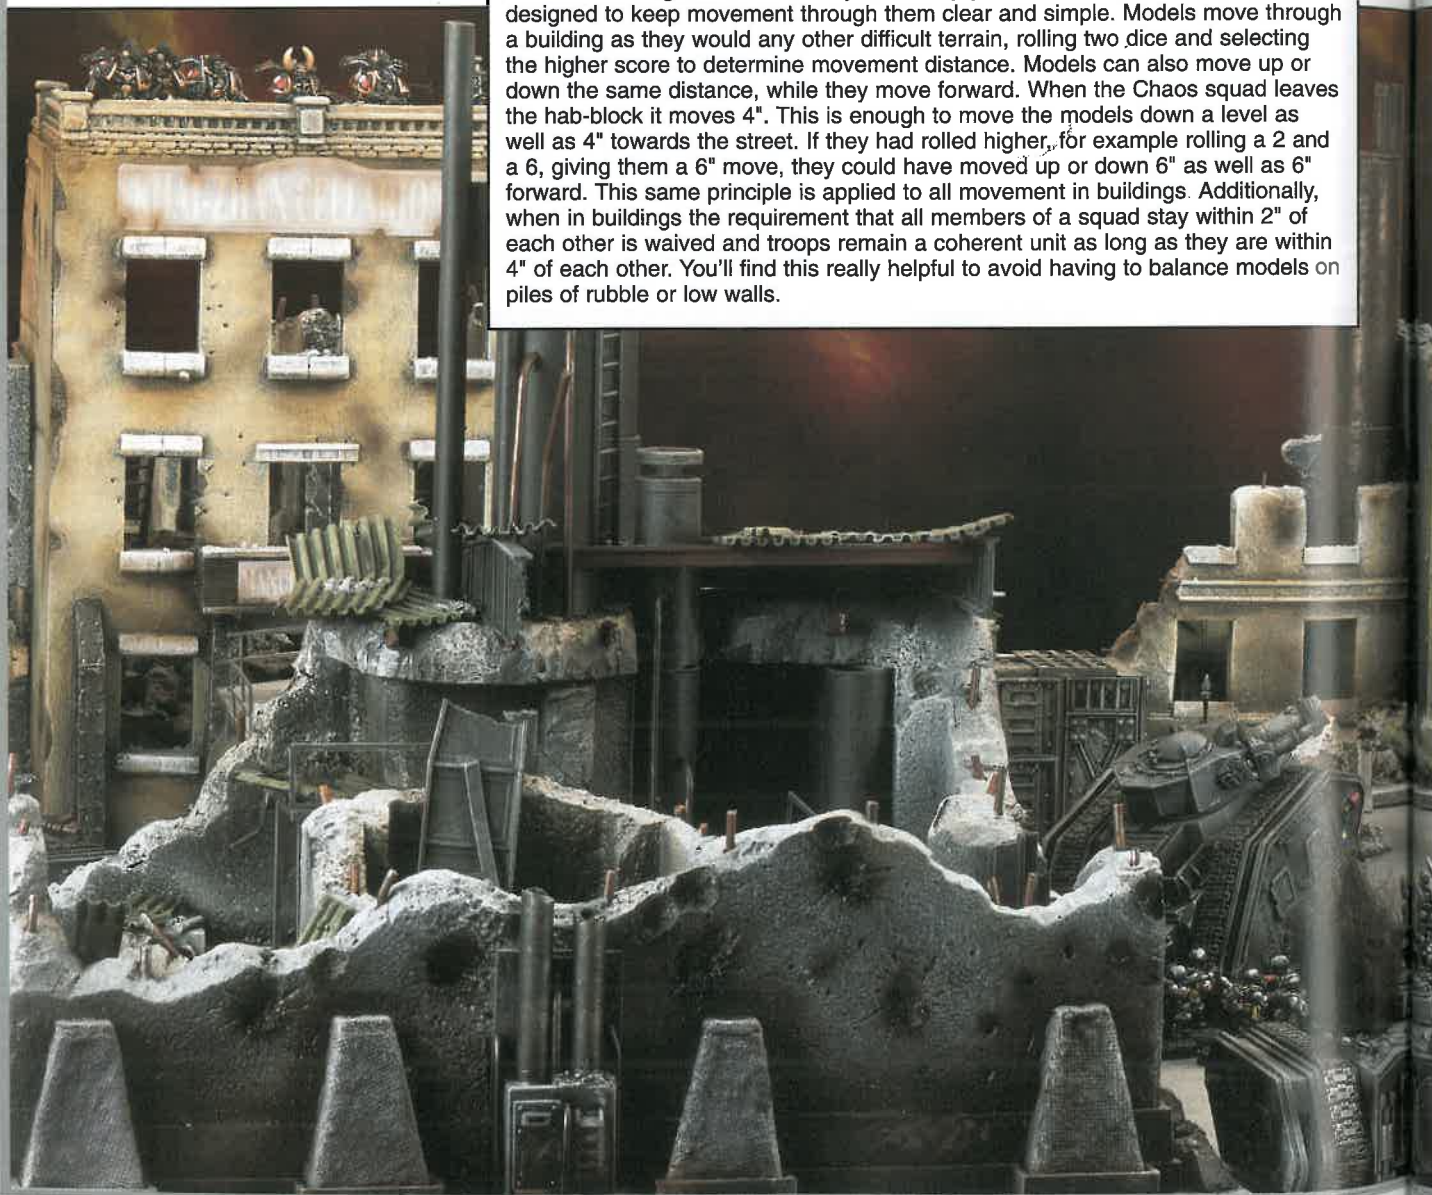 designed to keep movement through them clear and simple. Models move through
a building as they would any other difficult terrain, rolling two dice and selecting
the higher score to determine movement distance. Models can also move up or
down the same distance, while they move forward. When the Chaos squad leaves
the hab-block it moves 4". This is enough to move the models down a level as
well as 4" towards the street. If they had rolled higher, for example rolling a 2 and
a 6, giving them a 6" move, they could have moved up or down 6" as well as 6"
forward. This same principle is applied to all movement in buildings. Additionally,
when in buildings the requirement that all members of a squad stay within 2" of
each other is waived and troops remain a coherent unit as long as they are within
4" of each other. You'll find this really helpful to avoid having to balance models on
piles of rubble or low walls.